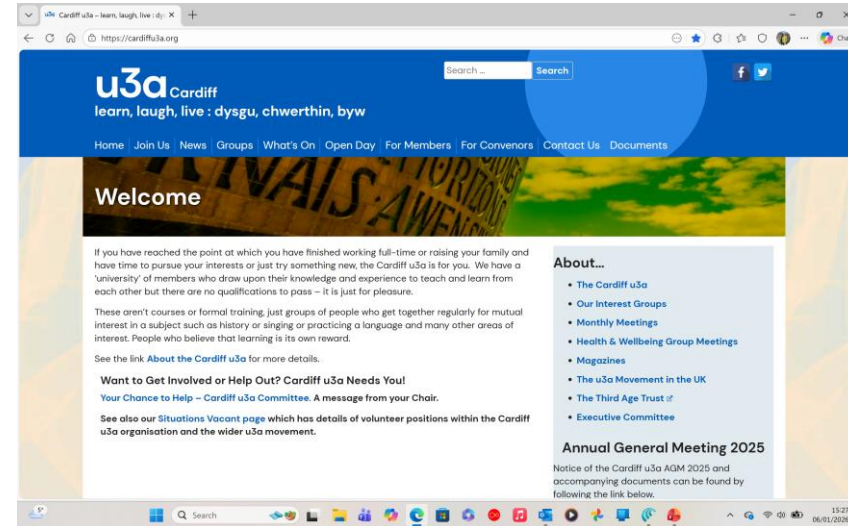 Cardiff u3a – learn, laugh, live : dy
https://cardiffu3a.org
u3a Cardiff
learn, laugh, live : dysgu, chwerthin, byw
Search ...
Search
Home Join Us News Groups What's On Open Day For Members For Convenors Contact Us Documents
Welcome
If you have reached the point at which you have finished working full-time or raising your family and
have time to pursue your interests or just try something new, the Cardiff u3a is for you. We have a
'university' of members who draw upon their knowledge and experience to teach and learn from
each other but there are no qualifications to pass – it is just for pleasure.
These aren't courses or formal training, just groups of people who get together regularly for mutual
interest in a subject such as history or singing or practicing a language and many other areas of
interest. People who believe that learning is its own reward.
See the link About the Cardiff u3a for more details.
Want to Get Involved or Help Out? Cardiff u3a Needs You!
Your Chance to Help – Cardiff u3a Committee. A message from your Chair.
See also our Situations Vacant page which has details of volunteer positions within the Cardiff
u3a organisation and the wider u3a movement.
About...
The Cardiff u3a
Our Interest Groups
Monthly Meetings
Health & Wellbeing Group Meetings
Magazines
The u3a Movement in the UK
The Third Age Trust
Executive Committee
Annual General Meeting 2025
Notice of the Cardiff u3a AGM 2025 and
accompanying documents can be found by
following the link below.
5°
Search
15:27
06/01/2026